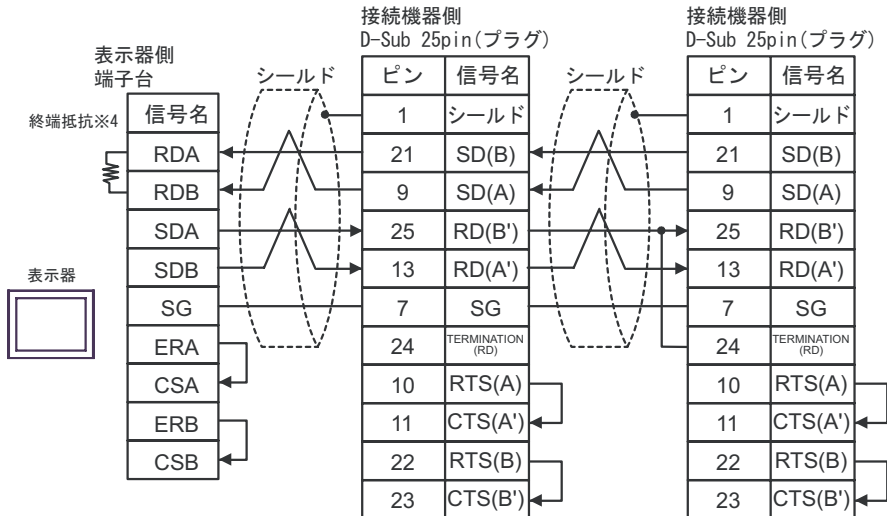 接続機器側
D-Sub 25pin(プラグ)
接続機器側
D-Sub 25pin(プラグ)
表示器側
端子台
シールド
シールド
終端抵抗※4
表示器
信号名
RDA
RDB
SDA
SDB
SG
ERA
CSA
ERB
CSB
ピン 信号名
1 シールド
21 SD(B)
9 SD(A)
25 RD(B')
13 RD(A')
7 SG
24 TERMINATION
(RD)
10 RTS(A)
11 CTS(A')
22 RTS(B)
23 CTS(B')
ピン 信号名
1 シールド
21 SD(B)
9 SD(A)
25 RD(B')
13 RD(A')
7 SG
24 TERMINATION
(RD)
10 RTS(A)
11 CTS(A')
22 RTS(B)
23 CTS(B')